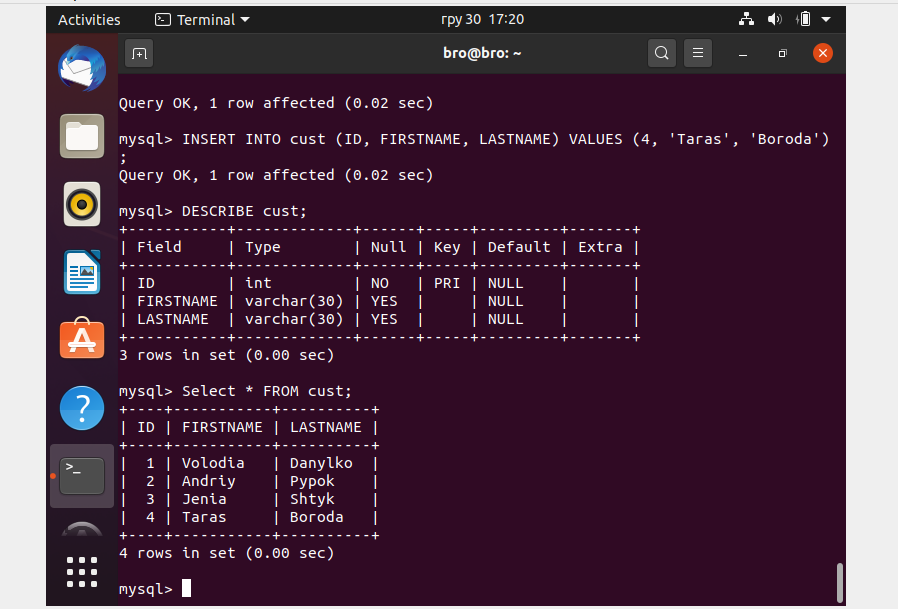 Activities Terminal гру 30 17:20
bro@bro: ~
Query OK, 1 row affected (0.02 sec)
mysql> INSERT INTO cust (ID, FIRSTNAME, LASTNAME) VALUES (4, 'Taras', 'Boroda')
;
Query OK, 1 row affected (0.02 sec)
mysql> DESCRIBE cust;
+-----------+-------------+------+-----+---------+-------+
| Field     | Type        | Null | Key | Default | Extra |
+-----------+-------------+------+-----+---------+-------+
| ID        | int         | NO   | PRI | NULL    |       |
| FIRSTNAME | varchar(30) | YES  |     | NULL    |       |
| LASTNAME  | varchar(30) | YES  |     | NULL    |       |
+-----------+-------------+------+-----+---------+-------+
3 rows in set (0.00 sec)
mysql> Select * FROM cust;
+----+-----------+----------+
| ID | FIRSTNAME | LASTNAME |
+----+-----------+----------+
|  1 | Volodia   | Danylko  |
|  2 | Andriy    | Pypok    |
|  3 | Jenia     | Shtyk    |
|  4 | Taras     | Boroda   |
+----+-----------+----------+
4 rows in set (0.00 sec)
mysql>